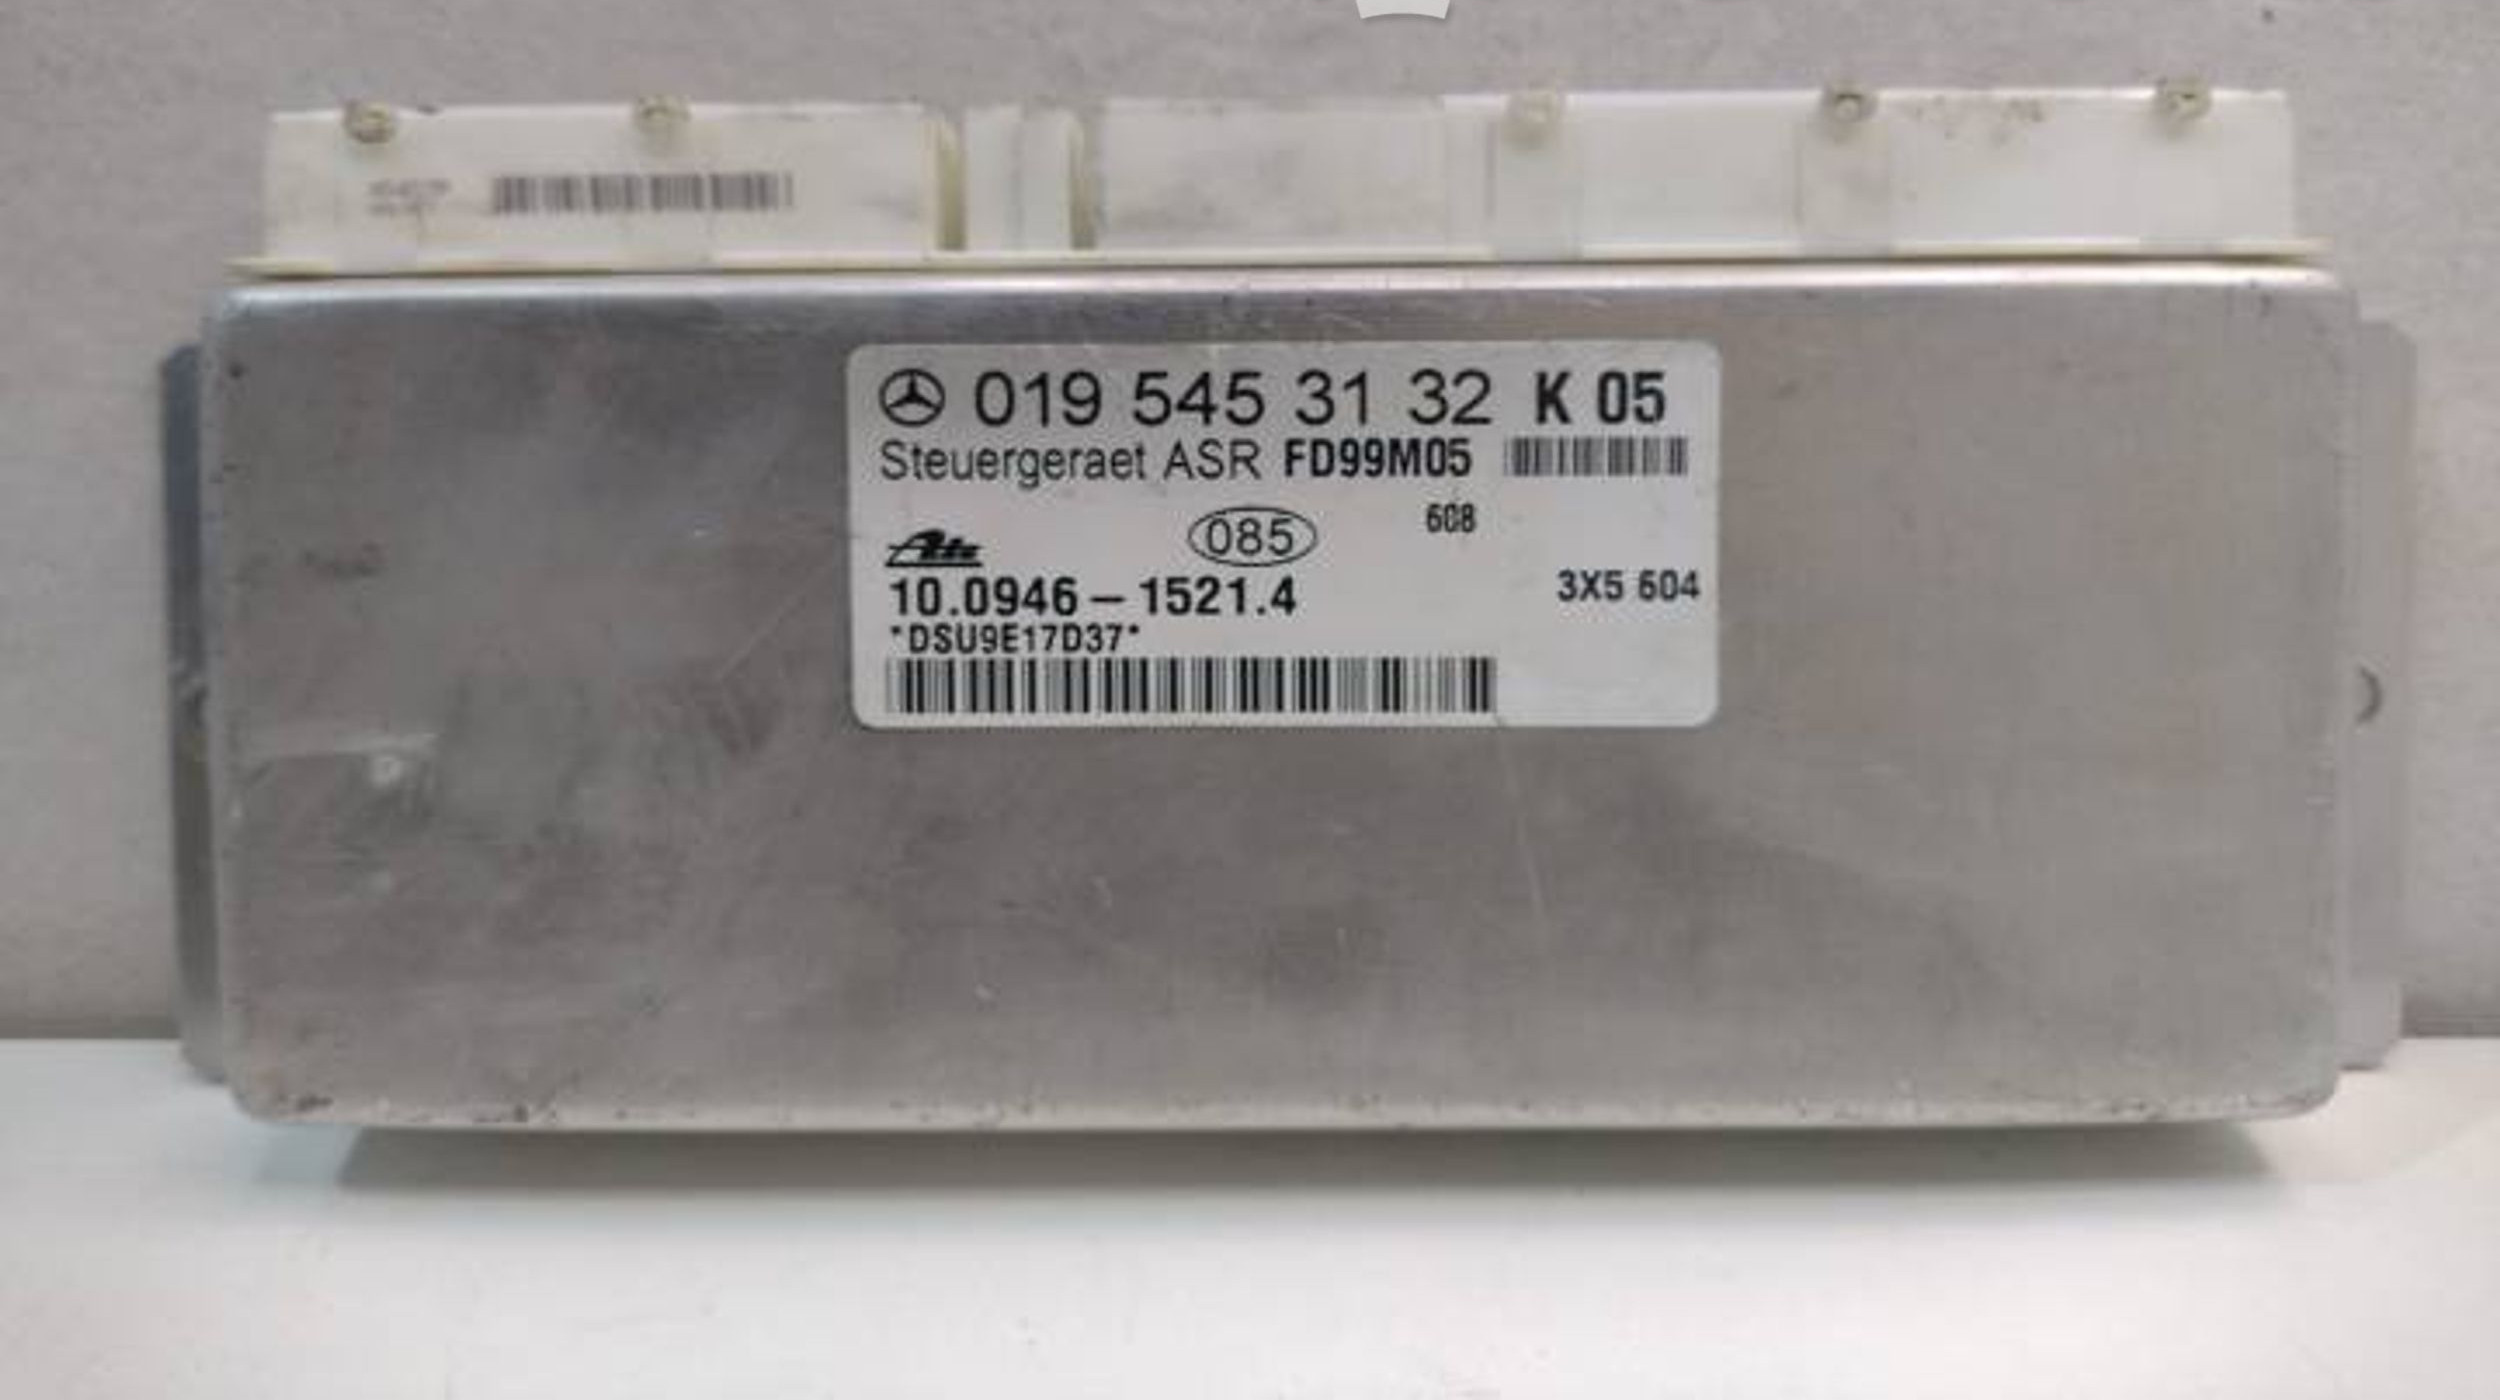 019 545 31 32 K 05
Steuergeraet ASR FD99M05
085 608
Ate
10.0946-1521.4 3X5 604
*DSU9E17D37*